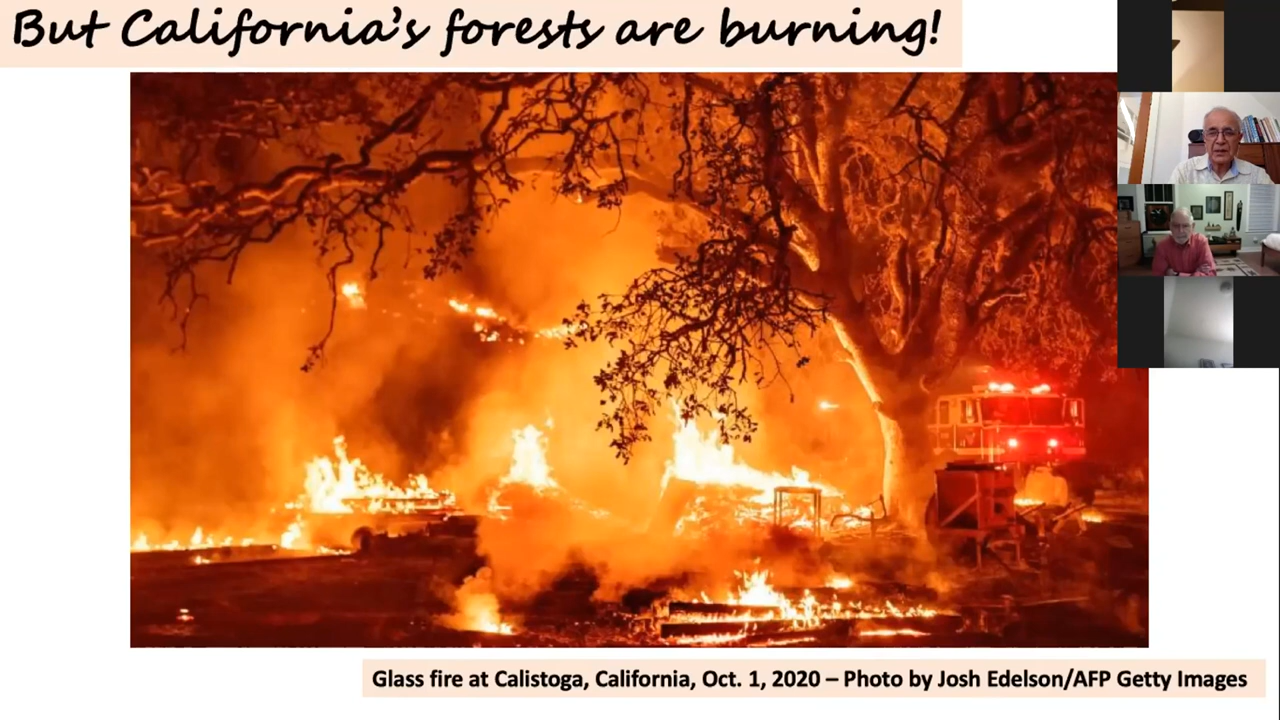 But California's forests are burning!
Glass fire at Calistoga, California, Oct. 1, 2020 – Photo by Josh Edelson/AFP Getty Images